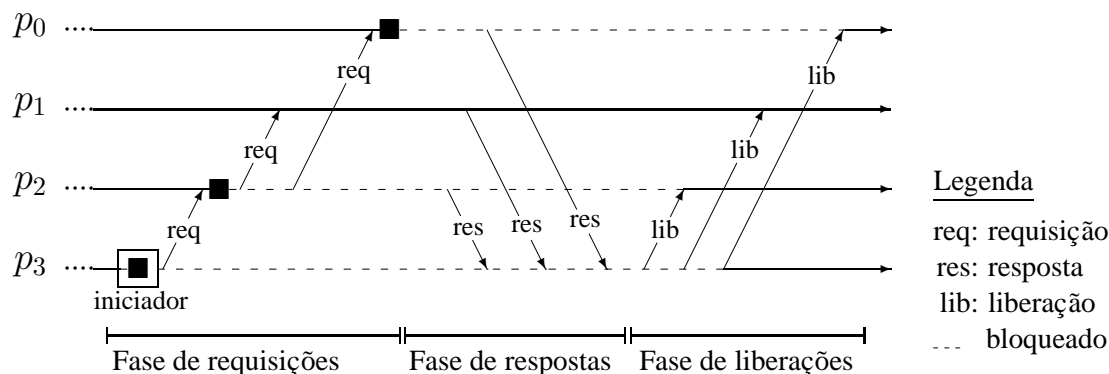 p0 ....
req
lib
p1 ....
req
lib
p2 ....
req
res
res
res
lib
p3 ....
iniciador
Fase de requisições
Fase de respostas
Fase de liberações
Legenda
req: requisição
res: resposta
lib: liberação
bloqueado